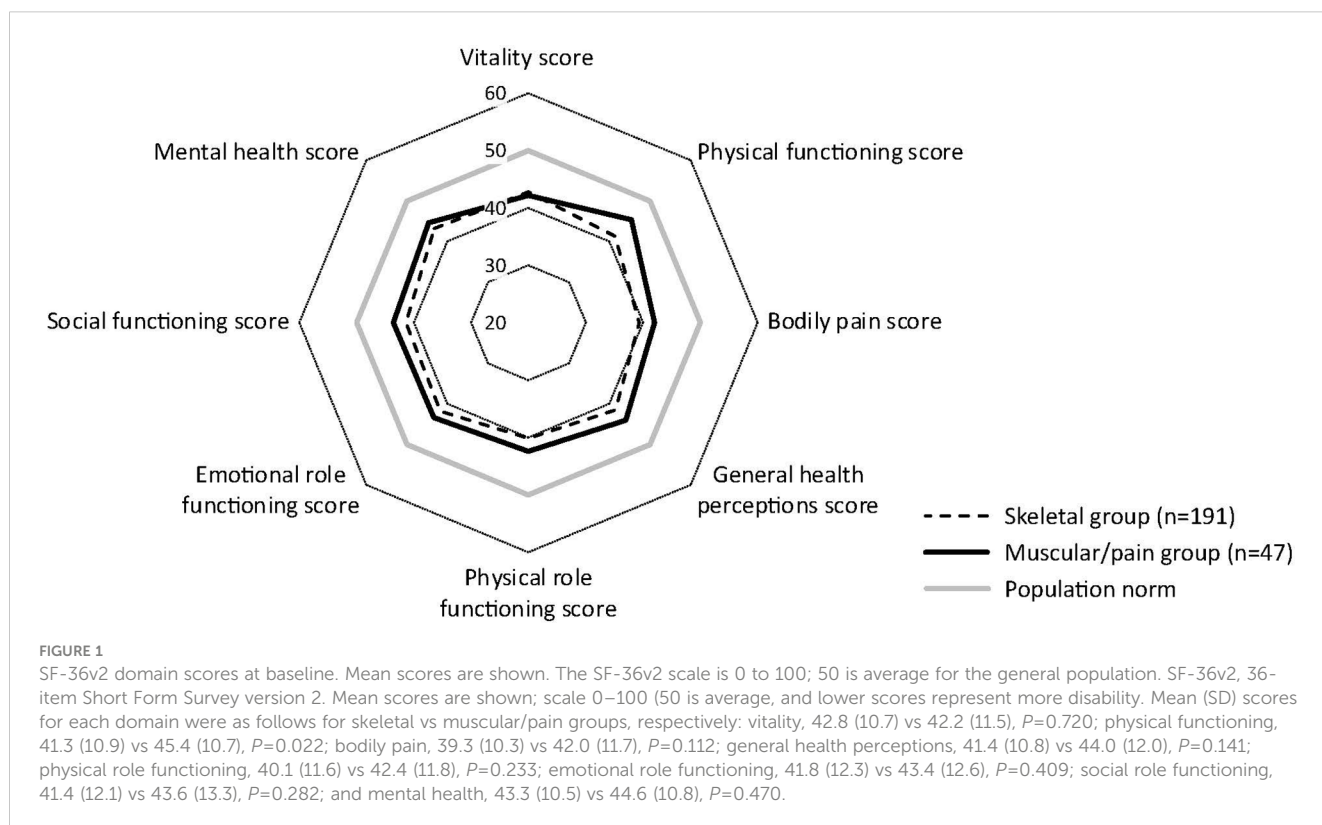 Vitality score
60
Mental health score
50
Physical functioning score
40
30
Social functioning score
20
Bodily pain score
Emotional role
functioning score
General health
perceptions score
Physical role
functioning score
Skeletal group (n=191)
Muscular/pain group (n=47)
Population norm
FIGURE 1
SF-36v2 domain scores at baseline. Mean scores are shown. The SF-36v2 scale is 0 to 100; 50 is average for the general population. SF-36v2, 36-
item Short Form Survey version 2. Mean scores are shown; scale 0–100 (50 is average, and lower scores represent more disability. Mean (SD) scores
for each domain were as follows for skeletal vs muscular/pain groups, respectively: vitality, 42.8 (10.7) vs 42.2 (11.5), P=0.720; physical functioning,
41.3 (10.9) vs 45.4 (10.7), P=0.022; bodily pain, 39.3 (10.3) vs 42.0 (11.7), P=0.112; general health perceptions, 41.4 (10.8) vs 44.0 (12.0), P=0.141;
physical role functioning, 40.1 (11.6) vs 42.4 (11.8), P=0.233; emotional role functioning, 41.8 (12.3) vs 43.4 (12.6), P=0.409; social role functioning,
41.4 (12.1) vs 43.6 (13.3), P=0.282; and mental health, 43.3 (10.5) vs 44.6 (10.8), P=0.470.